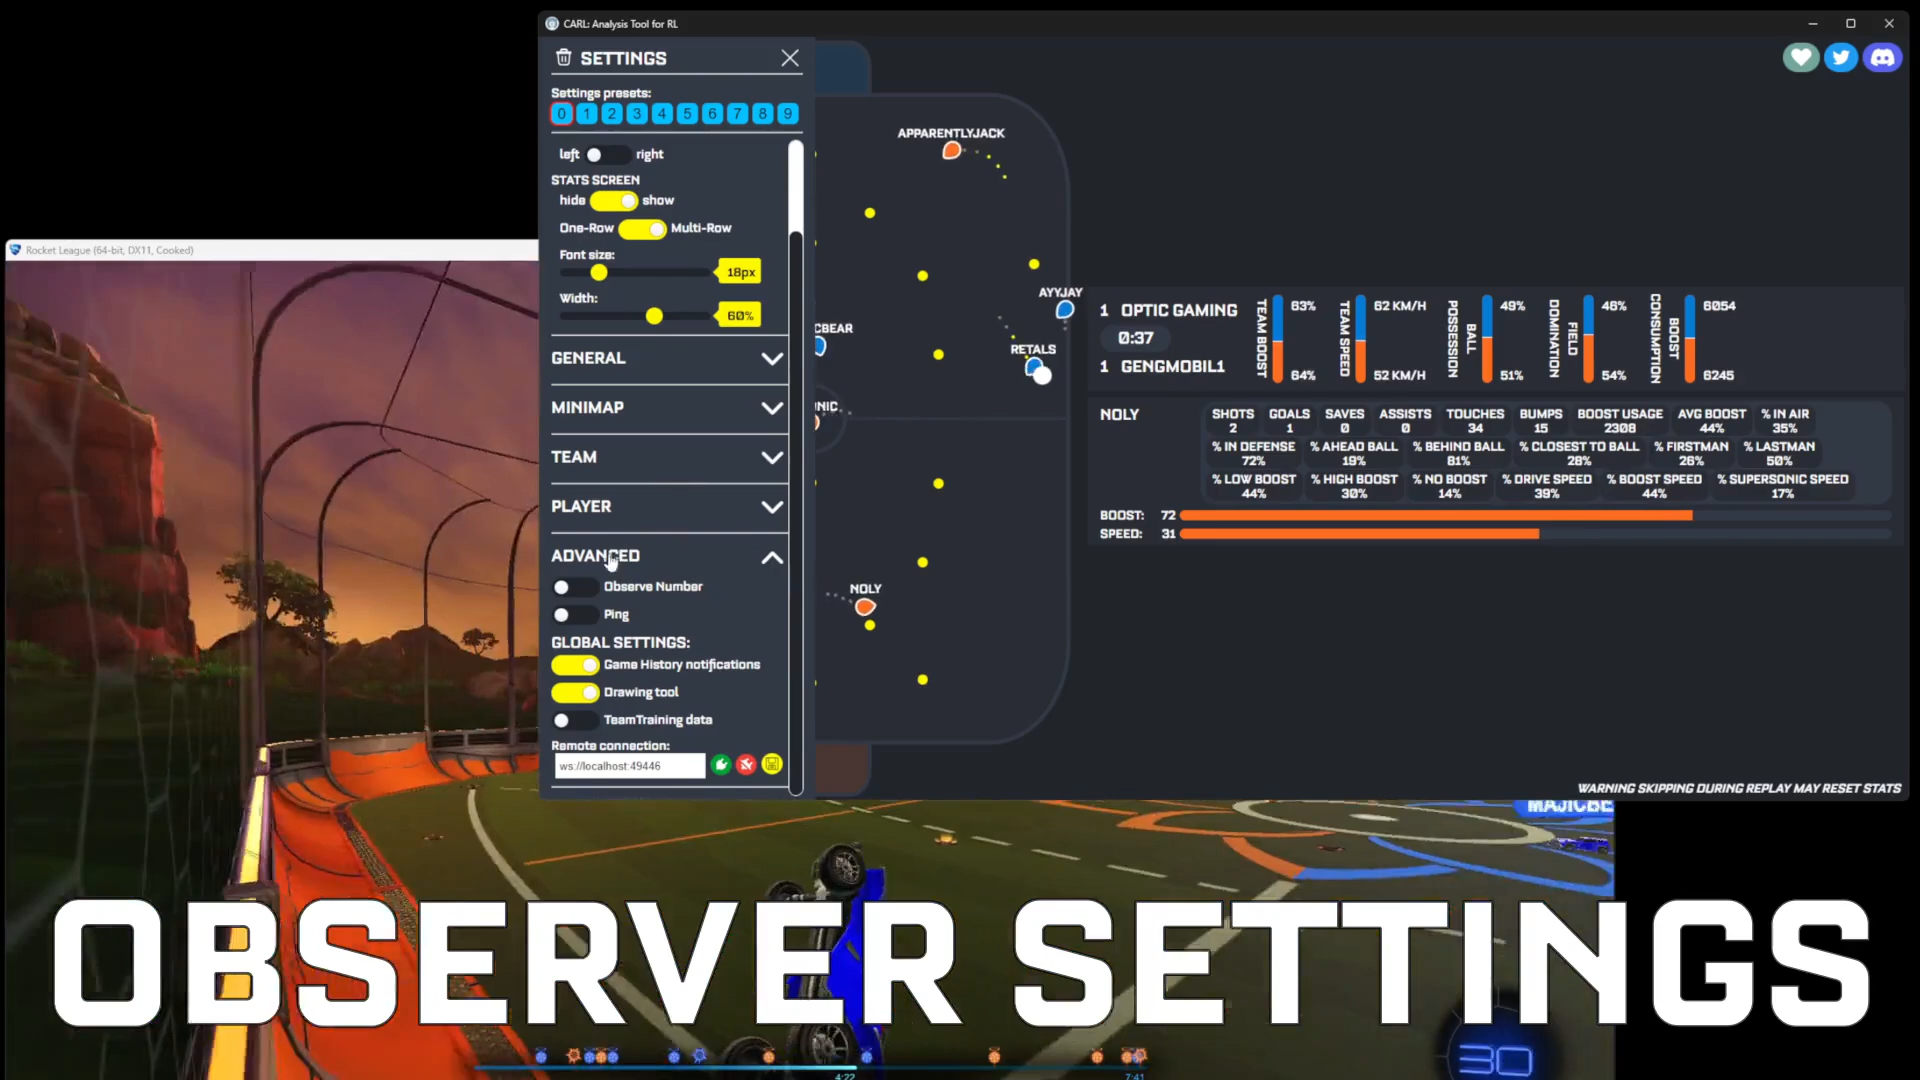 CARL: Analysis Tool for RL
SETTINGS
Settings presets:
0 1 2 3 4 5 6 7 8 9
left right
STATS SCREEN
hide show
One-Row Multi-Row
Font size:
18px
Width:
60%
GENERAL
MINIMAP
TEAM
PLAYER
ADVANCED
Observe Number
Ping
GLOBAL SETTINGS:
Game History notifications
Drawing tool
TeamTraining data
Remote connection:
ws://localhost:49446
Rocket League (64-bit, DX11, Cooked)
APPARENTLYJACK
AYYJAY
CBEAR
RETALS
NIC
NOLY
1 OPTIC GAMING
0:37
1 GENGMOBIL1
TEAM BOOST 63% 64%
TEAM SPEED 62 KM/H 52 KM/H
BALL POSSESSION 49% 51%
FIELD DOMINATION 46% 54%
BOOST CONSUMPTION 6054 6245
NOLY
SHOTS GOALS SAVES ASSISTS TOUCHES BUMPS BOOST USAGE AVG BOOST % IN AIR
2 1 0 0 34 15 2308 44% 35%
% IN DEFENSE % AHEAD BALL % BEHIND BALL % CLOSEST TO BALL % FIRSTMAN % LASTMAN
72% 19% 81% 28% 26% 50%
% LOW BOOST % HIGH BOOST % NO BOOST % DRIVE SPEED % BOOST SPEED % SUPERSONIC SPEED
44% 30% 14% 39% 44% 17%
BOOST: 72
SPEED: 31
WARNING SKIPPING DURING REPLAY MAY RESET STATS
MAJICBE
OBSERVER SETTINGS
30
4:22
7:41